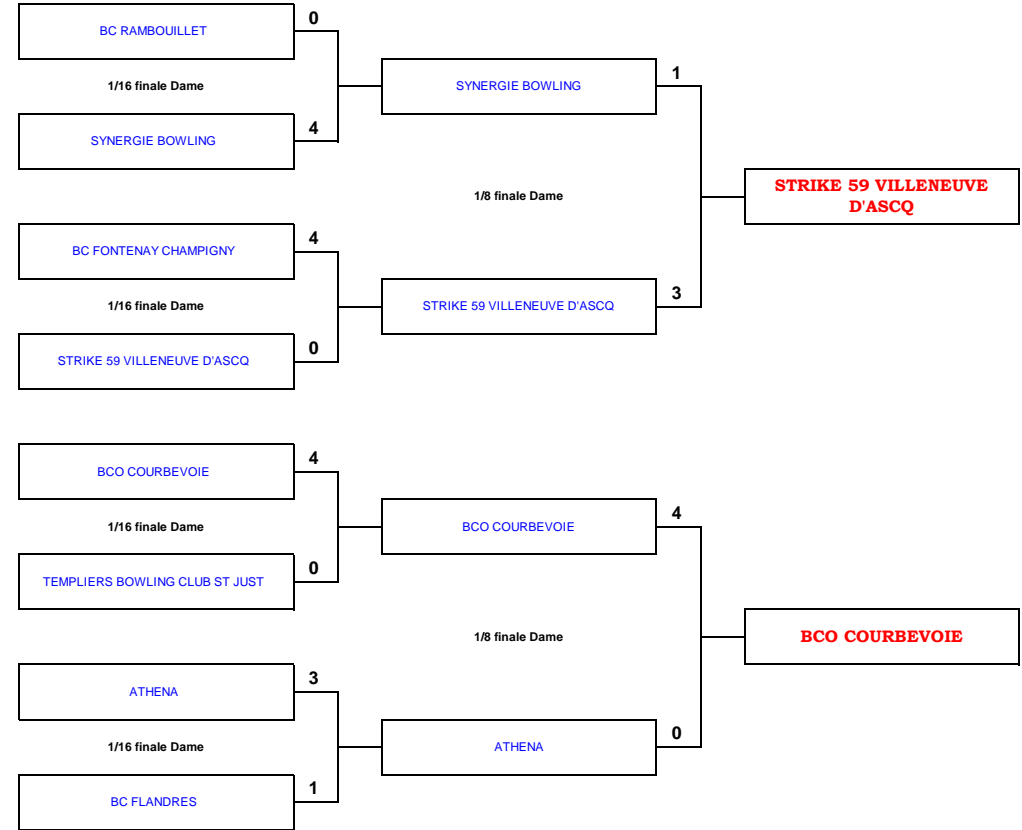 0
BC RAMBOUILLET
1/16 finale Dame
SYNERGIE BOWLING
1
4
SYNERGIE BOWLING
1/8 finale Dame
STRIKE 59 VILLENEUVE
D'ASCQ
4
BC FONTENAY CHAMPIGNY
1/16 finale Dame
STRIKE 59 VILLENEUVE D'ASCQ
3
0
STRIKE 59 VILLENEUVE D'ASCQ
4
BCO COURBEVOIE
1/16 finale Dame
BCO COURBEVOIE
4
0
TEMPLIERS BOWLING CLUB ST JUST
1/8 finale Dame
BCO COURBEVOIE
3
ATHENA
1/16 finale Dame
ATHENA
0
1
BC FLANDRES